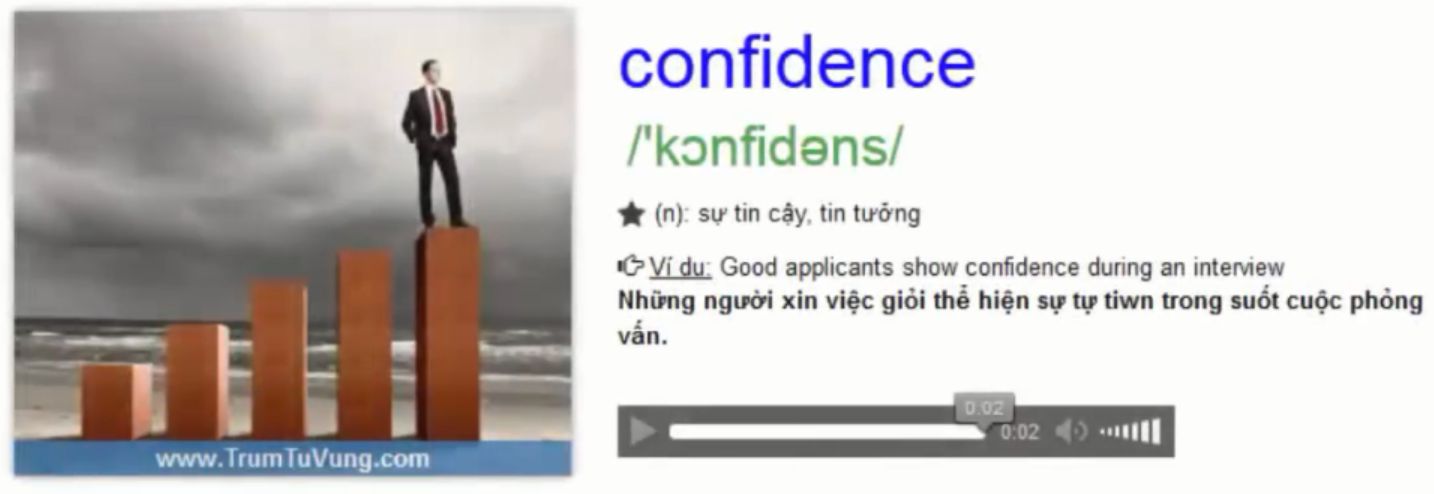 confidence
/'kɔnfidəns/
(n): sự tin cậy, tin tưởng
Ví du: Good applicants show confidence during an interview
Những người xin việc giỏi thể hiện sự tự tiwn trong suốt cuộc phỏng
vấn.
0:02
0:02
www.TrumTuVung.com